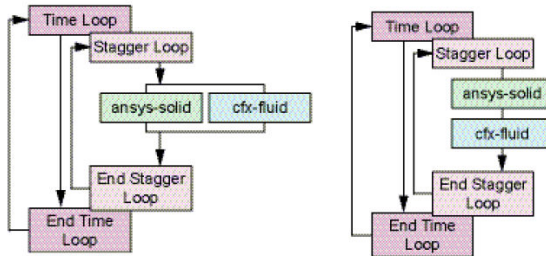 Time Loop
Stagger Loop
ansys-solid
cfx-fluid
End Stagger
Loop
End Time
Loop
Time Loop
Stagger Loop
ansys-solid
cfx-fluid
End Stagger
Loop
End Time
Loop